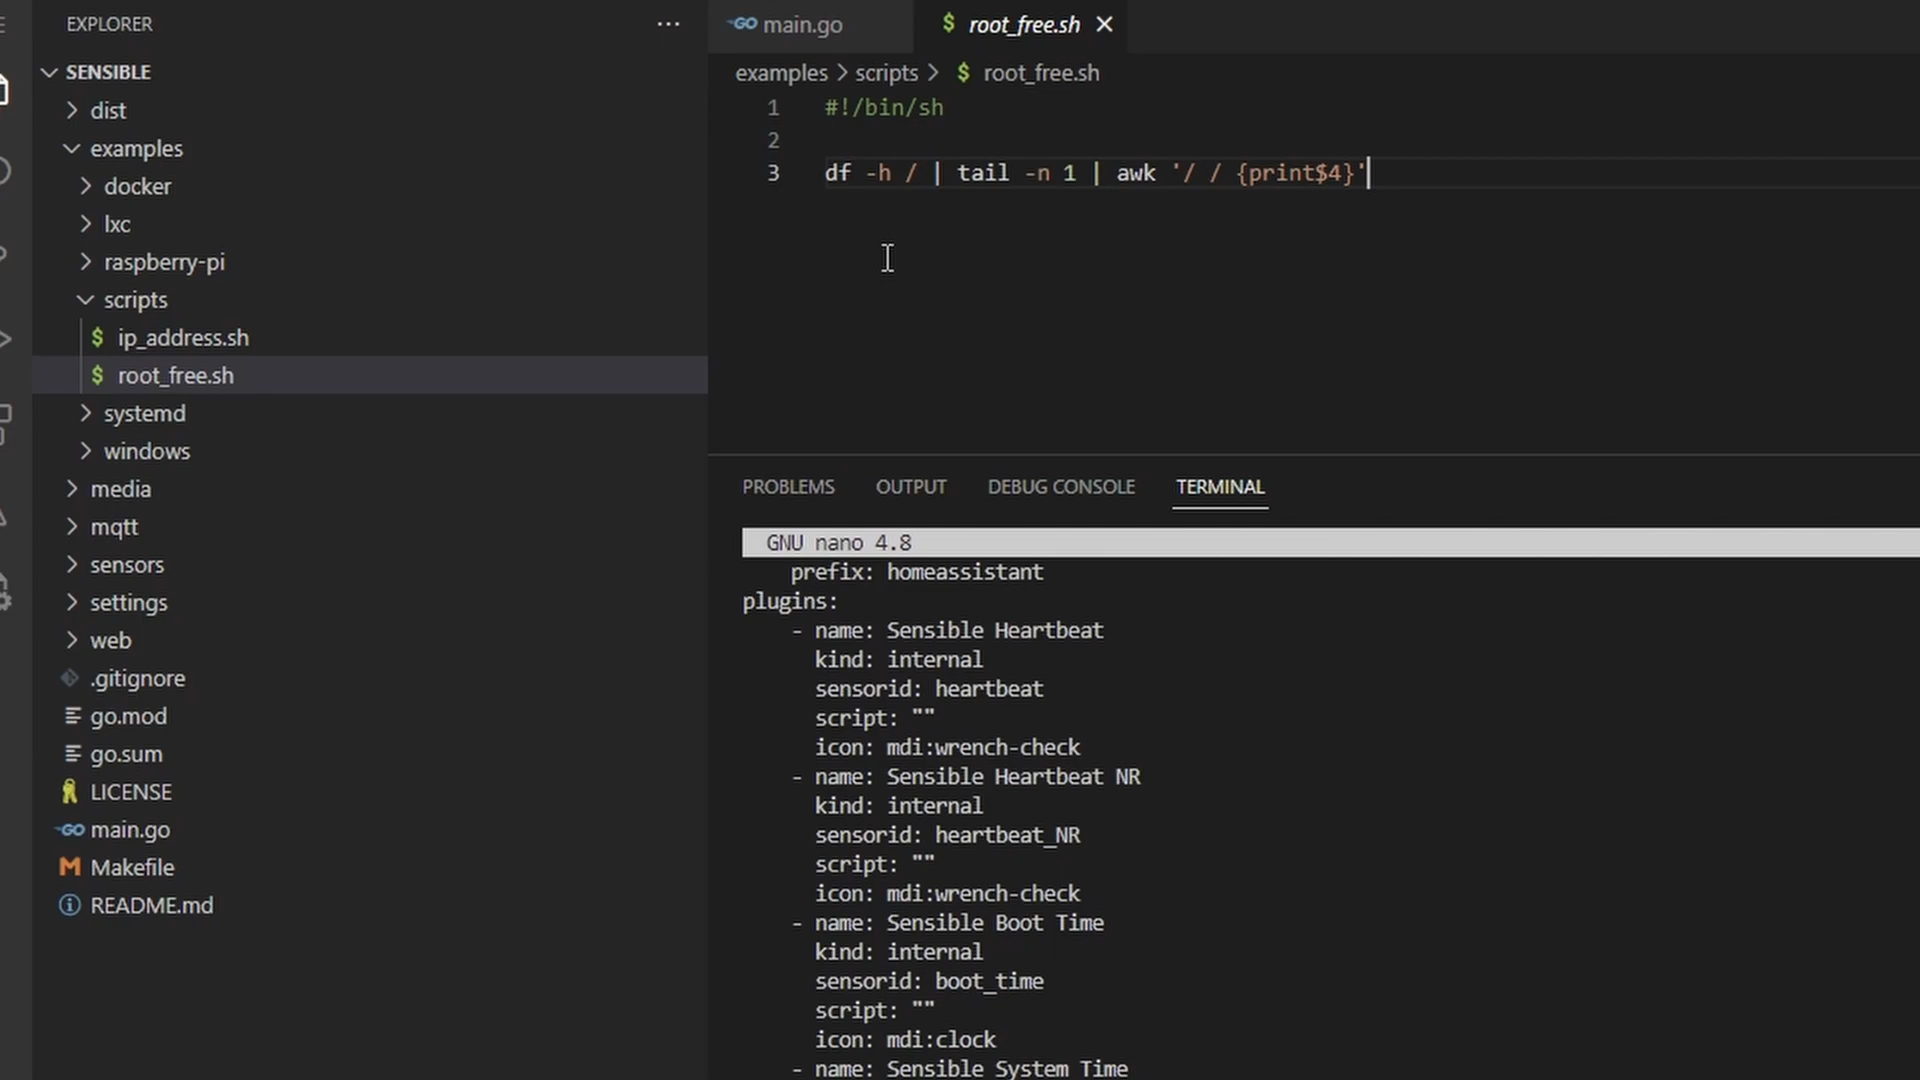 EXPLORER
SENSIBLE
dist
examples
docker
lxc
raspberry-pi
scripts
$ ip_address.sh
$ root_free.sh
systemd
windows
media
mqtt
sensors
settings
web
.gitignore
go.mod
go.sum
LICENSE
GO main.go
M Makefile
README.md
GO main.go
$ root_free.sh
examples > scripts > $ root_free.sh
1 #!/bin/sh
2
3 df -h / | tail -n 1 | awk '/ / {print$4}'
PROBLEMS OUTPUT DEBUG CONSOLE TERMINAL
GNU nano 4.8
prefix: homeassistant
plugins:
- name: Sensible Heartbeat
kind: internal
sensorid: heartbeat
script: ""
icon: mdi:wrench-check
- name: Sensible Heartbeat NR
kind: internal
sensorid: heartbeat_NR
script: ""
icon: mdi:wrench-check
- name: Sensible Boot Time
kind: internal
sensorid: boot_time
script: ""
icon: mdi:clock
- name: Sensible System Time